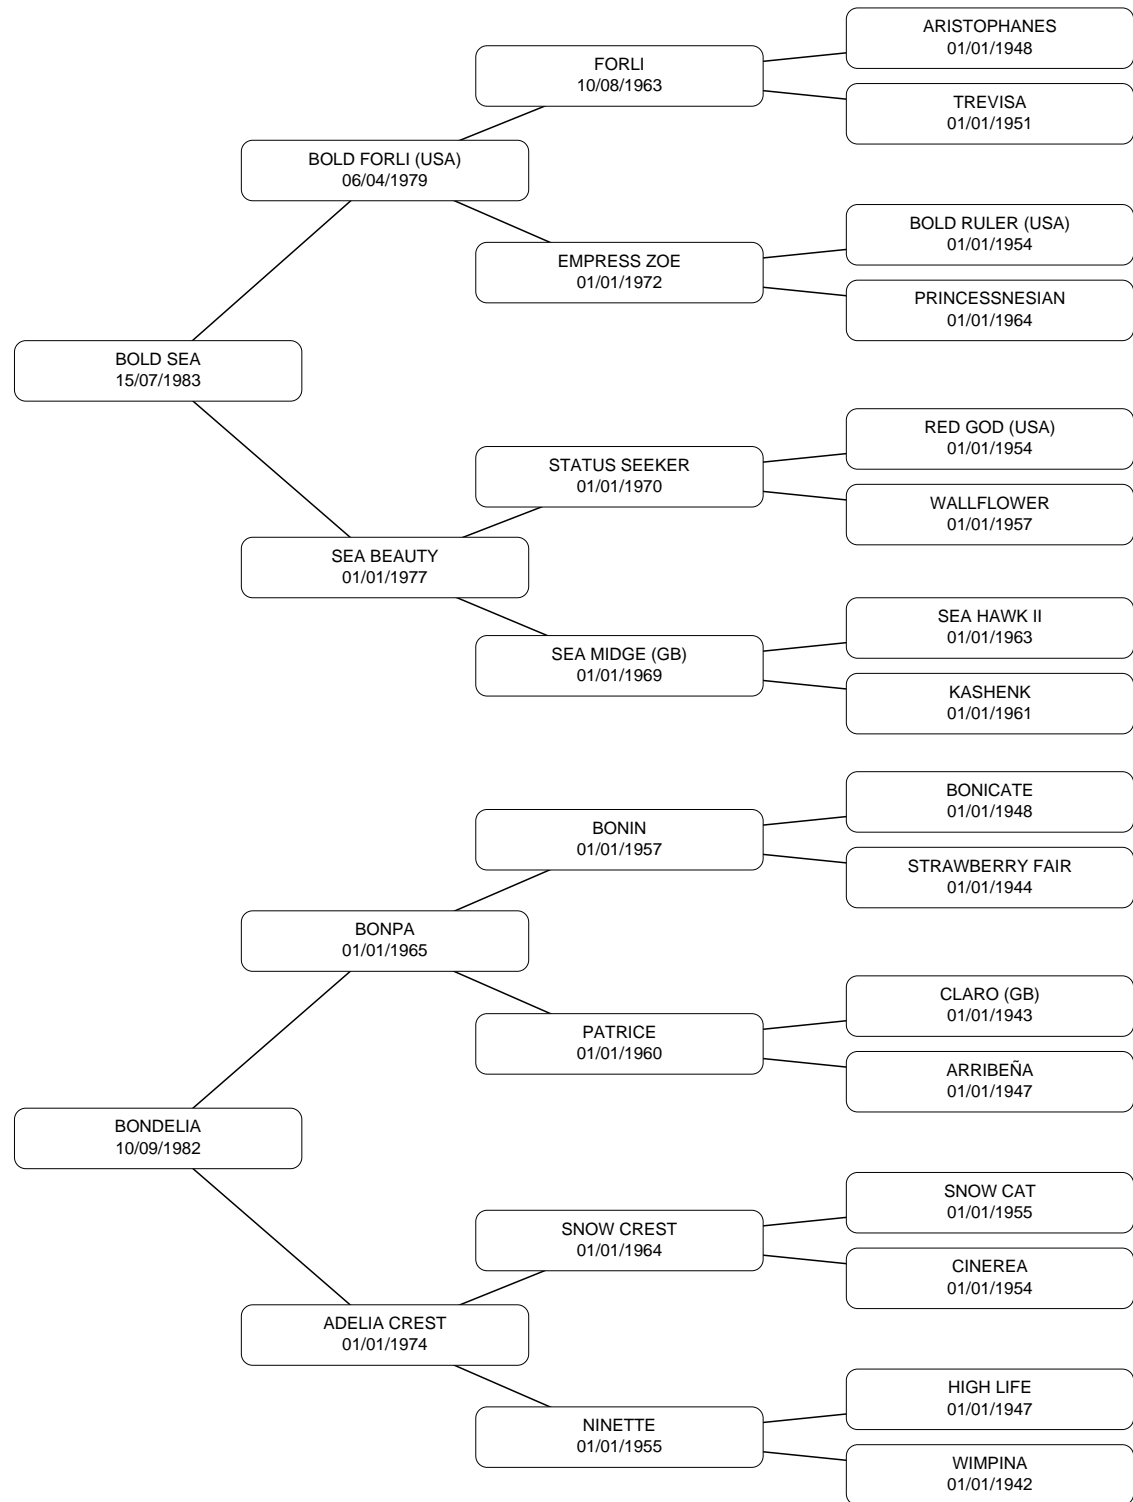 ARISTOPHANES
01/01/1948
FORLI
10/08/1963
TREVISA
01/01/1951
BOLD FORLI (USA)
06/04/1979
BOLD RULER (USA)
01/01/1954
EMPRESS ZOE
01/01/1972
PRINCESSNESIAN
01/01/1964
BOLD SEA
15/07/1983
RED GOD (USA)
01/01/1954
STATUS SEEKER
01/01/1970
WALLFLOWER
01/01/1957
SEA BEAUTY
01/01/1977
SEA HAWK II
01/01/1963
SEA MIDGE (GB)
01/01/1969
KASHENK
01/01/1961
BONICATE
01/01/1948
BONIN
01/01/1957
STRAWBERRY FAIR
01/01/1944
BONPA
01/01/1965
CLARO (GB)
01/01/1943
PATRICE
01/01/1960
ARRIBEÑA
01/01/1947
BONDELIA
10/09/1982
SNOW CAT
01/01/1955
SNOW CREST
01/01/1964
CINEREA
01/01/1954
ADELIA CREST
01/01/1974
HIGH LIFE
01/01/1947
NINETTE
01/01/1955
WIMPINA
01/01/1942